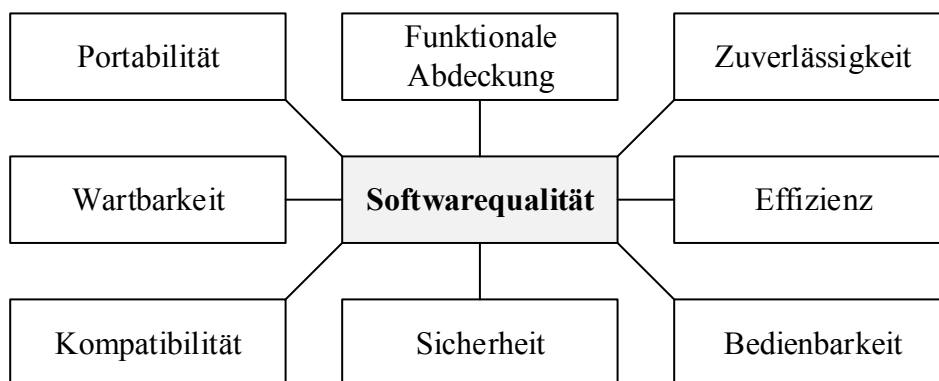 Portabilität
Funktionale
Abdeckung
Zuverlässigkeit
Wartbarkeit
Softwarequalität
Effizienz
Kompatibilität
Sicherheit
Bedienbarkeit